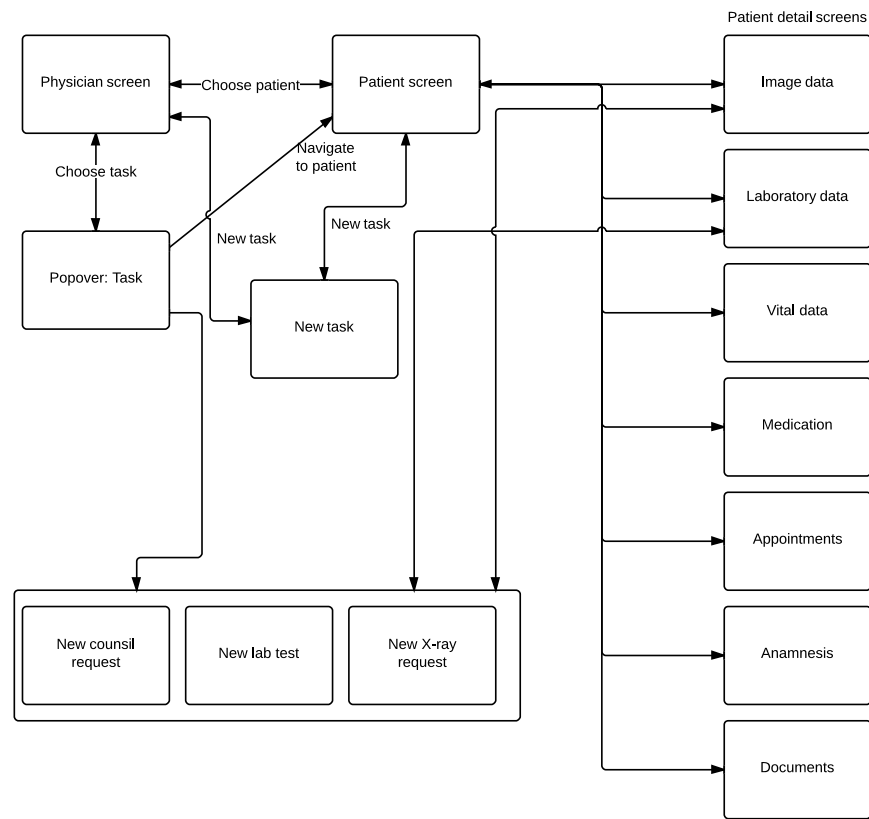 Patient detail screens
Physician screen
Choose patient
Patient screen
Image data
Navigate
to patient
Choose task
Laboratory data
New task
New task
Popover: Task
New task
Vital data
Medication
Appointments
New counsil
request
New lab test
New X-ray
request
Anamnesis
Documents